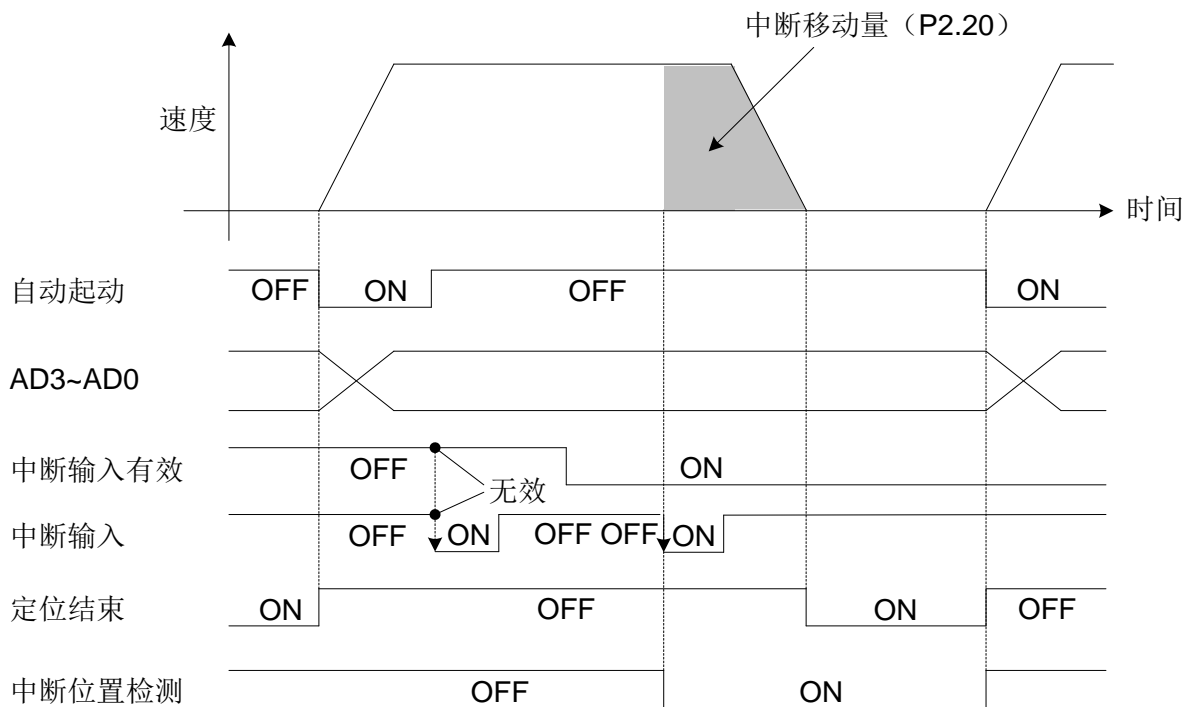 中断移动量（P2.20）
速度
时间
自动起动 OFF ON OFF ON
AD3~AD0
中断输入有效 OFF ON
无效
中断输入 OFF ON OFF OFF ON
定位结束 ON OFF ON OFF
中断位置检测 OFF ON